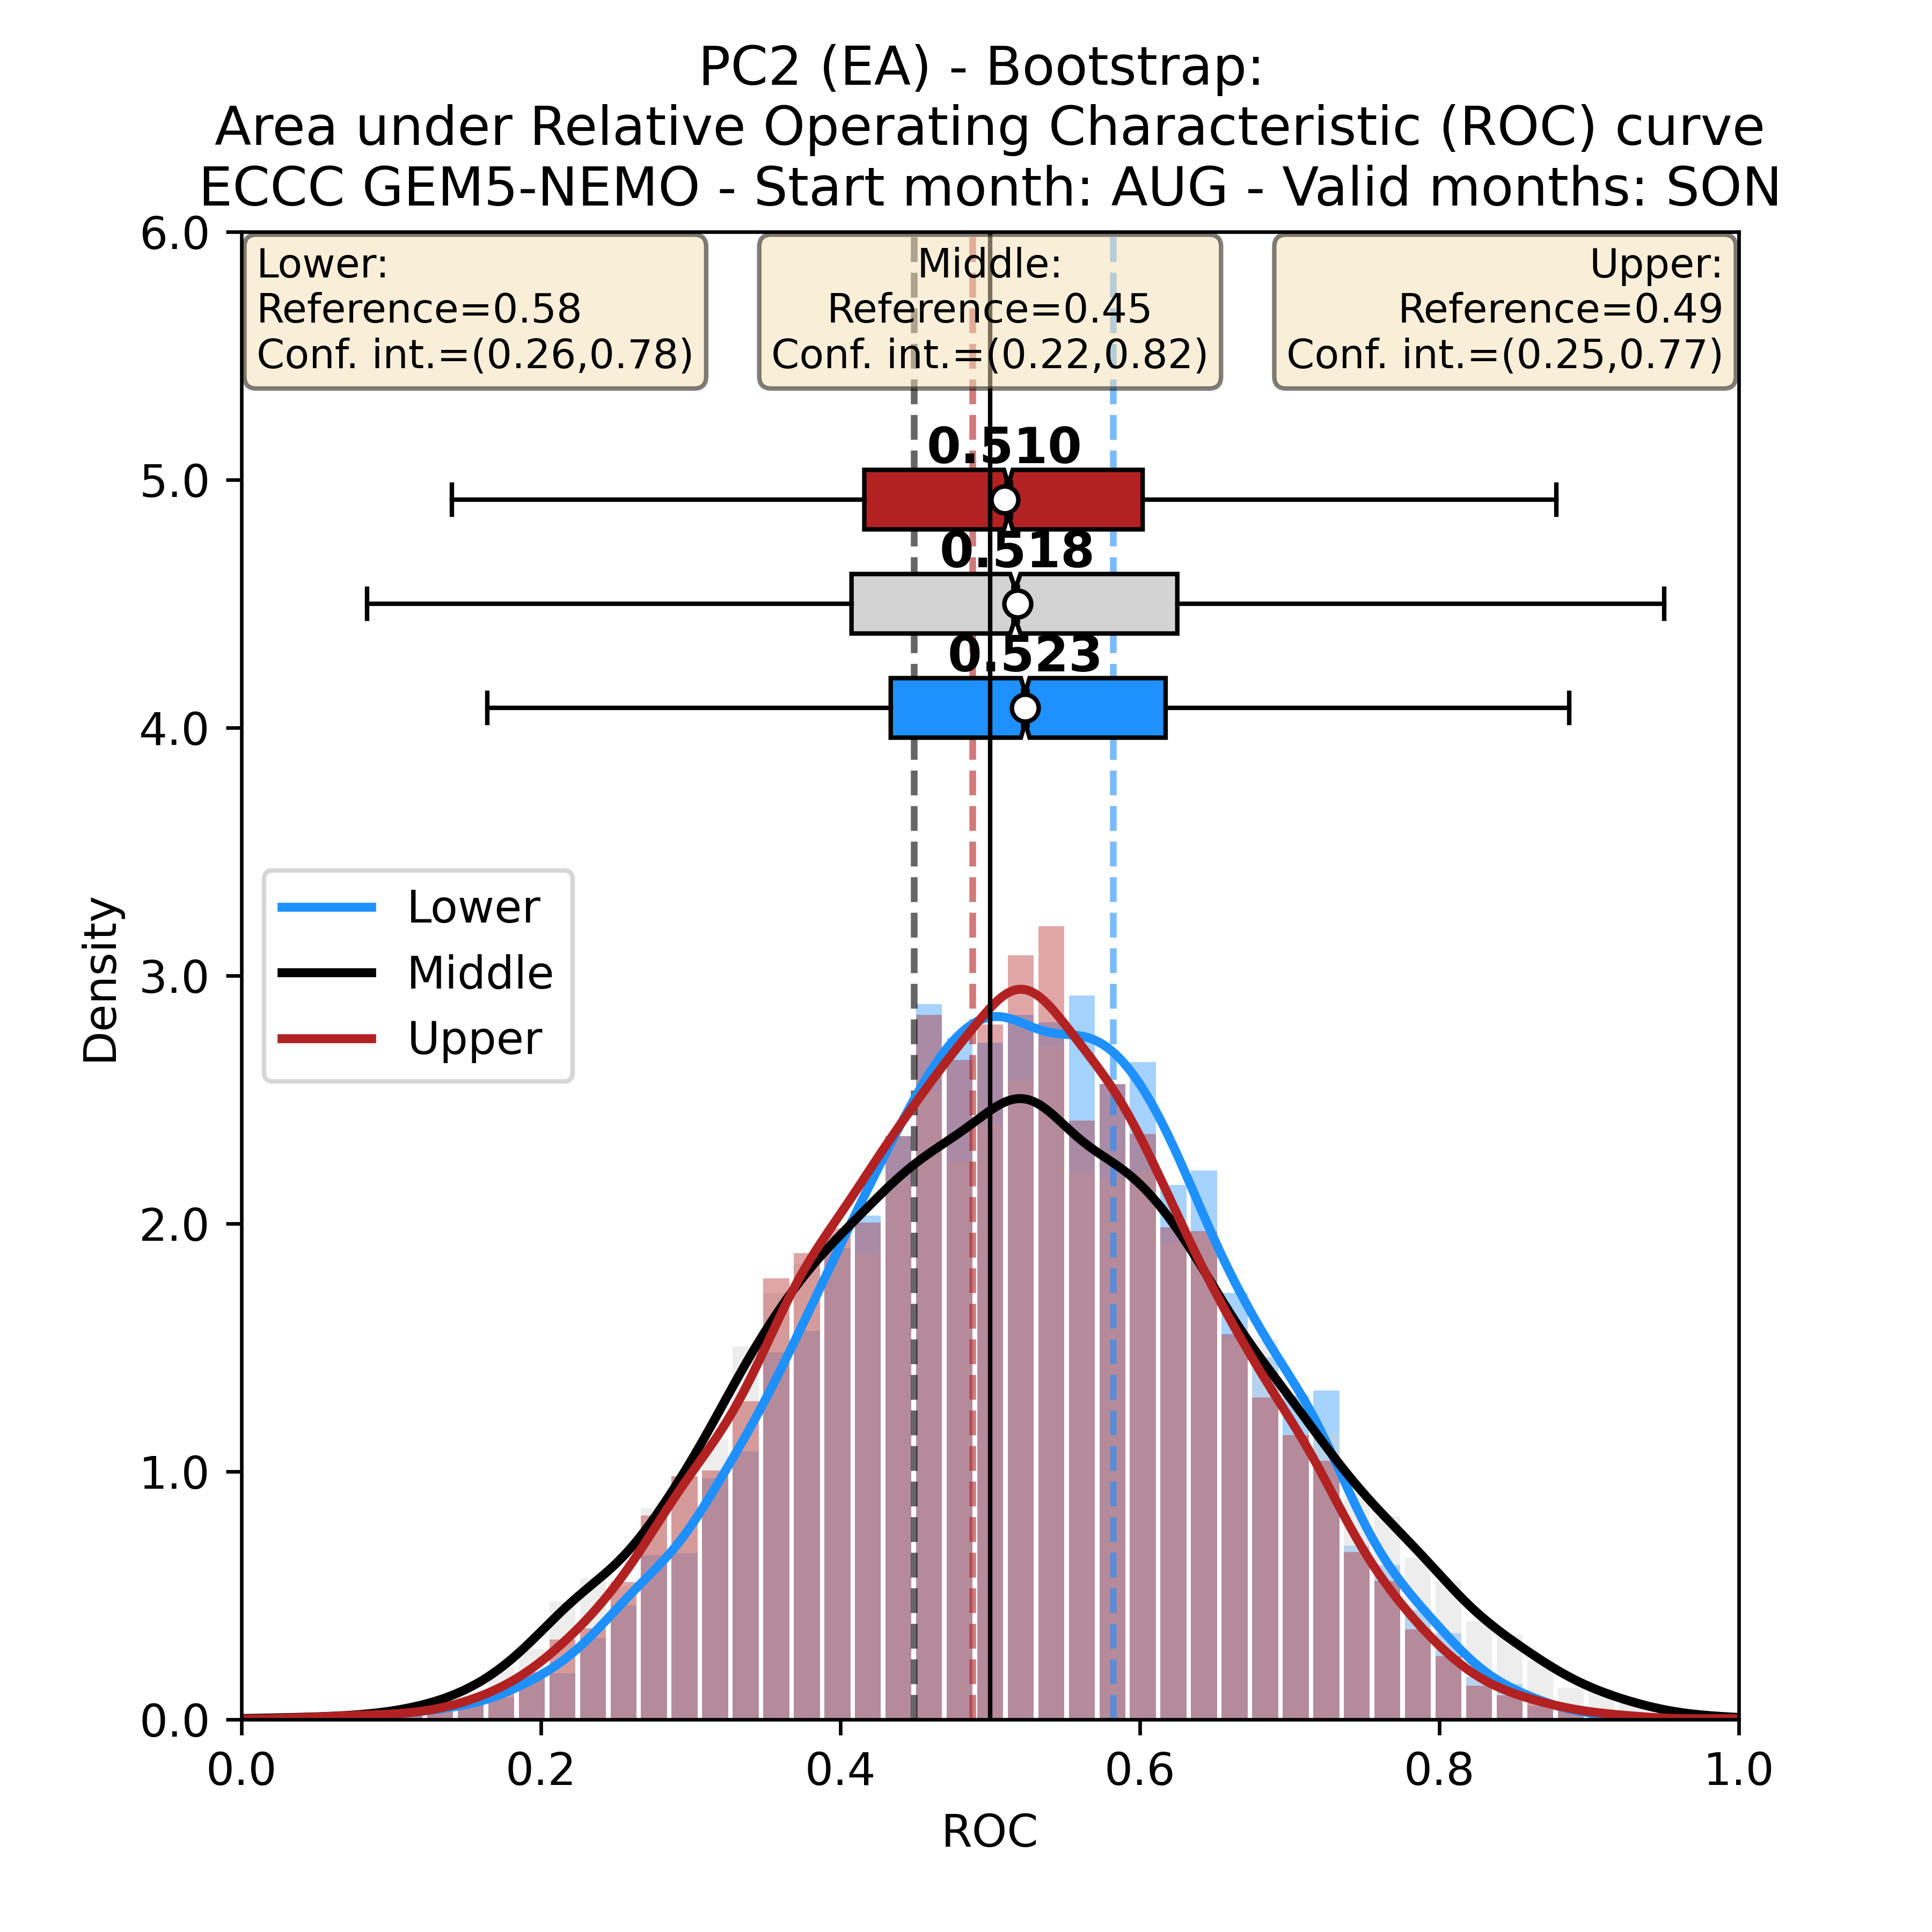 PC2 (EA) - Bootstrap:
Area under Relative Operating Characteristic (ROC) curve
ECCC GEM5-NEMO - Start month: AUG - Valid months: SON
Lower:
Reference=0.58
Conf. int.=(0.26,0.78)
Middle:
Reference=0.45
Conf. int.=(0.22,0.82)
Upper:
Reference=0.49
Conf. int.=(0.25,0.77)
0.510
0.518
0.523
6.0
5.0
4.0
3.0
2.0
1.0
0.0
Density
Lower
Middle
Upper
0.0
0.2
0.4
0.6
0.8
1.0
ROC